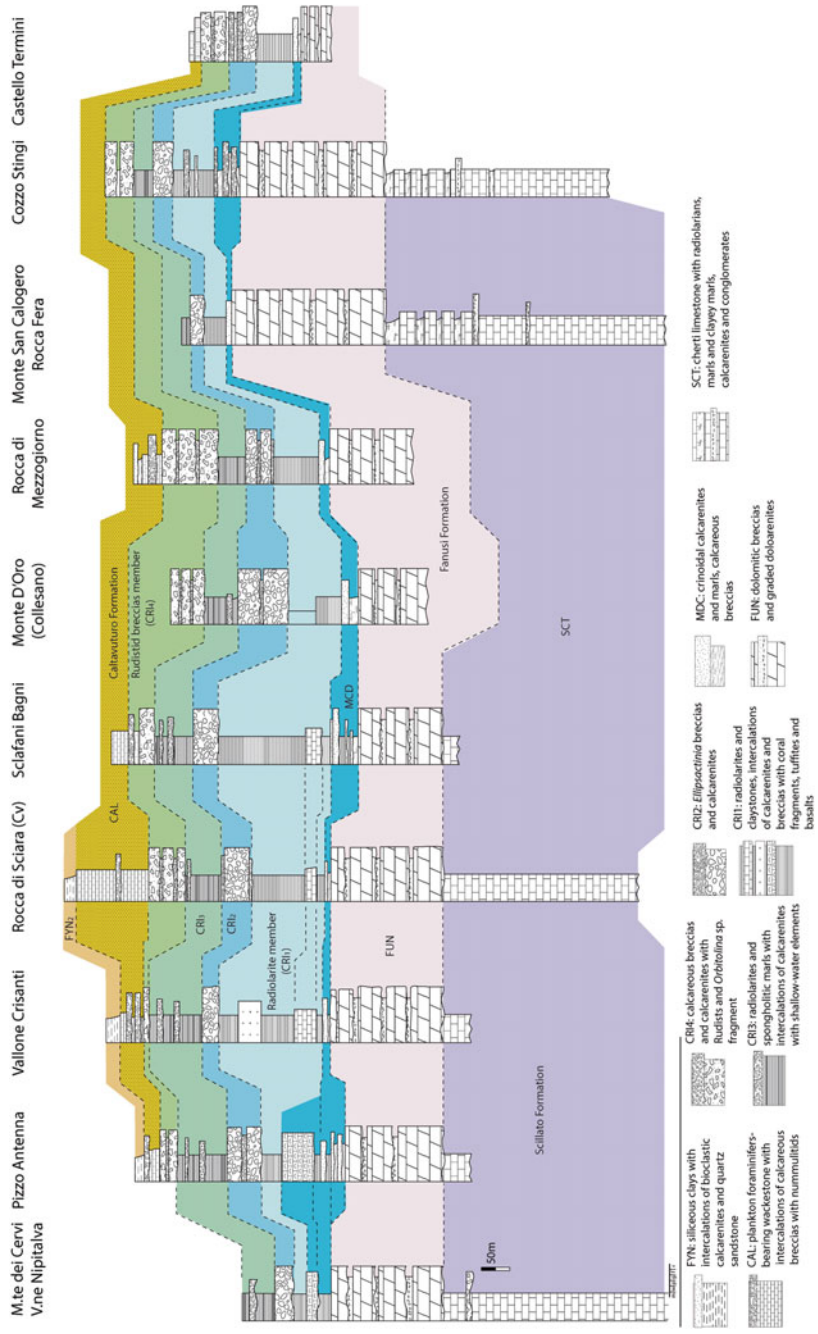 M.te dei Cervi
V.ne Nipitalva
Pizzo Antenna
Vallone Crisanti
Rocca di Sciara (Cv)
Sclafani Bagni
Monte D'Oro
(Collesano)
Rocca di
Mezzogiorno
Monte San Calogero
Rocca Fera
Cozzo Stingi
Castello Termini
FYN2
CAL
Caltavuturo Formation
Rudistid breccias member
(CRI4)
CRI3
CRI2
Radiolarite member
(CRI1)
MCD
FUN
Fanusi Formation
Scillato Formation
SCT
50m
FYN: siliceous clays with
intercalations of bioclastic
calcarenites and quartz
sandstone
CAL: plankton foraminifers-
bearing wackestone with
intercalations of calcareous
breccias with nummulitids
CRI4: calcareous breccias
and calcarenites with
Rudists and Orbitolina sp.
fragment
CRI3: radiolarites and
spongholitic marls with
intercalations of calcarenites
with shallow-water elements
CRI2: Ellipsactinia breccias
and calcarenites
CRI1: radiolarites and
claystones, intercalations
of calcarenites and
breccias with coral
fragments, tuffites and
basalts
MDC: crinoidal calcarenites
and marls, calcareous
breccias
FUN: dolomitic breccias
and graded doloarenites
SCT: cherti limestone with radiolarians,
marls and clayey marls,
calcarenites and conglomerates